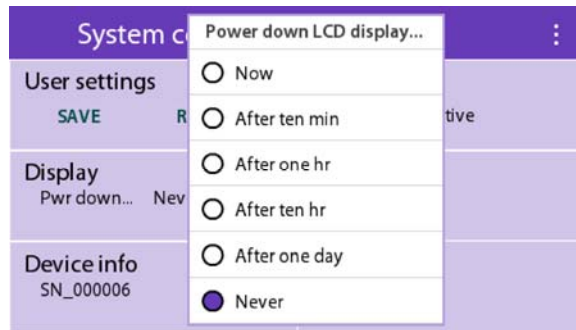 System c
Power down LCD display...
Now
After ten min
After one hr
After ten hr
After one day
Never
User settings
SAVE R tive
Display
Pwr down... Nev
Device info
SN_000006